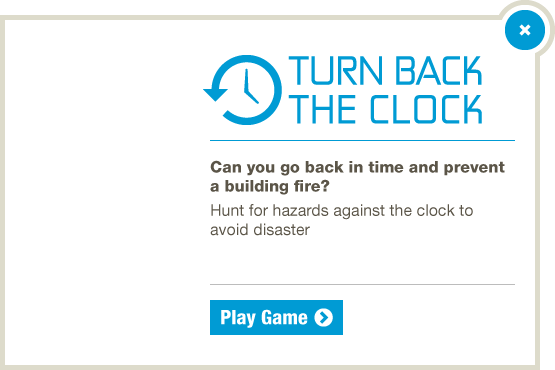 TURN BACK
THE CLOCK
Can you go back in time and prevent
a building fire?
Hunt for hazards against the clock to
avoid disaster
Play Game